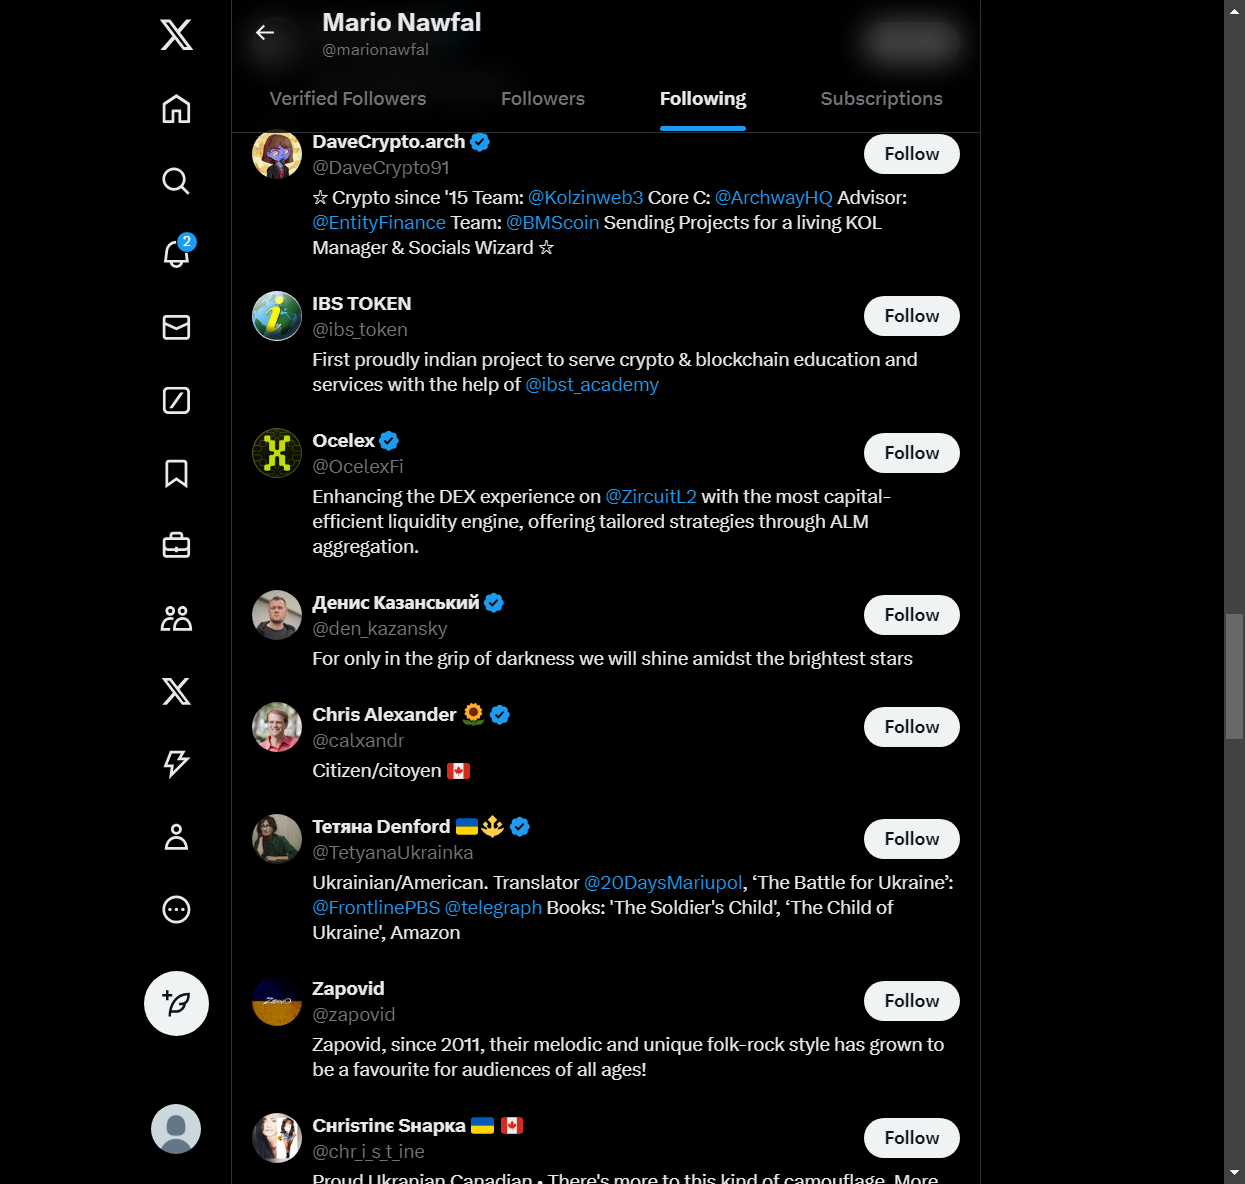 Mario Nawfal
@marionawfal
Verified Followers
Followers
Following
Subscriptions
DaveCrypto.arch
@DaveCrypto91
Follow
☆ Crypto since '15 Team: @Kolzinweb3 Core C: @ArchwayHQ Advisor:
@EntityFinance Team: @BMScoin Sending Projects for a living KOL
Manager & Socials Wizard ☆
IBS TOKEN
@ibs_token
Follow
First proudly indian project to serve crypto & blockchain education and
services with the help of @ibst_academy
Ocelex
@OcelexFi
Follow
Enhancing the DEX experience on @ZircuitL2 with the most capital-
efficient liquidity engine, offering tailored strategies through ALM
aggregation.
Денис Казанський
@den_kazansky
Follow
For only in the grip of darkness we will shine amidst the brightest stars
Chris Alexander 🌻
@calxandr
Follow
Citizen/citoyen 🇨🇦
Тетяна Denford 🇺🇦🔱
@TetyanaUkrainka
Follow
Ukrainian/American. Translator @20DaysMariupol, ‘The Battle for Ukraine’:
@FrontlinePBS @telegraph Books: 'The Soldier's Child', ‘The Child of
Ukraine', Amazon
Zapovid
@zapovid
Follow
Zapovid, since 2011, their melodic and unique folk-rock style has grown to
be a favourite for audiences of all ages!
Cʜʀιѕтιɴє Sʜᴀᴘᴋᴀ 🇺🇦 🇨🇦
@chr_i_s_t_ine
Follow
Proud Ukranian Canadian • There's more to this kind of camouflage. More
2